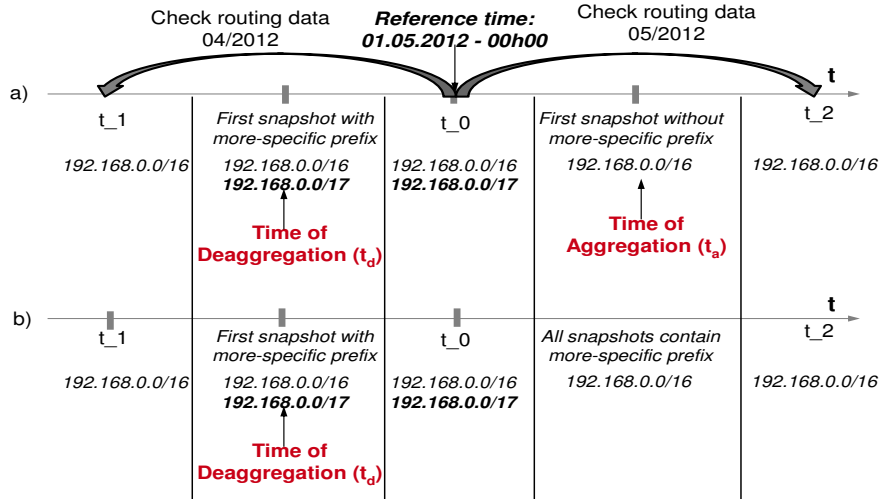 Check routing data
04/2012
Reference time:
01.05.2012 - 00h00
Check routing data
05/2012
a)
t
t_1
First snapshot with
more-specific prefix
t_0
First snapshot without
more-specific prefix
t_2
192.168.0.0/16
192.168.0.0/16
192.168.0.0/17
192.168.0.0/16
192.168.0.0/17
192.168.0.0/16
192.168.0.0/16
Time of
Deaggregation (t_d)
Time of
Aggregation (t_a)
b)
t
t_1
First snapshot with
more-specific prefix
t_0
All snapshots contain
more-specific prefix
t_2
192.168.0.0/16
192.168.0.0/16
192.168.0.0/17
192.168.0.0/16
192.168.0.0/17
192.168.0.0/16
192.168.0.0/16
Time of
Deaggregation (t_d)